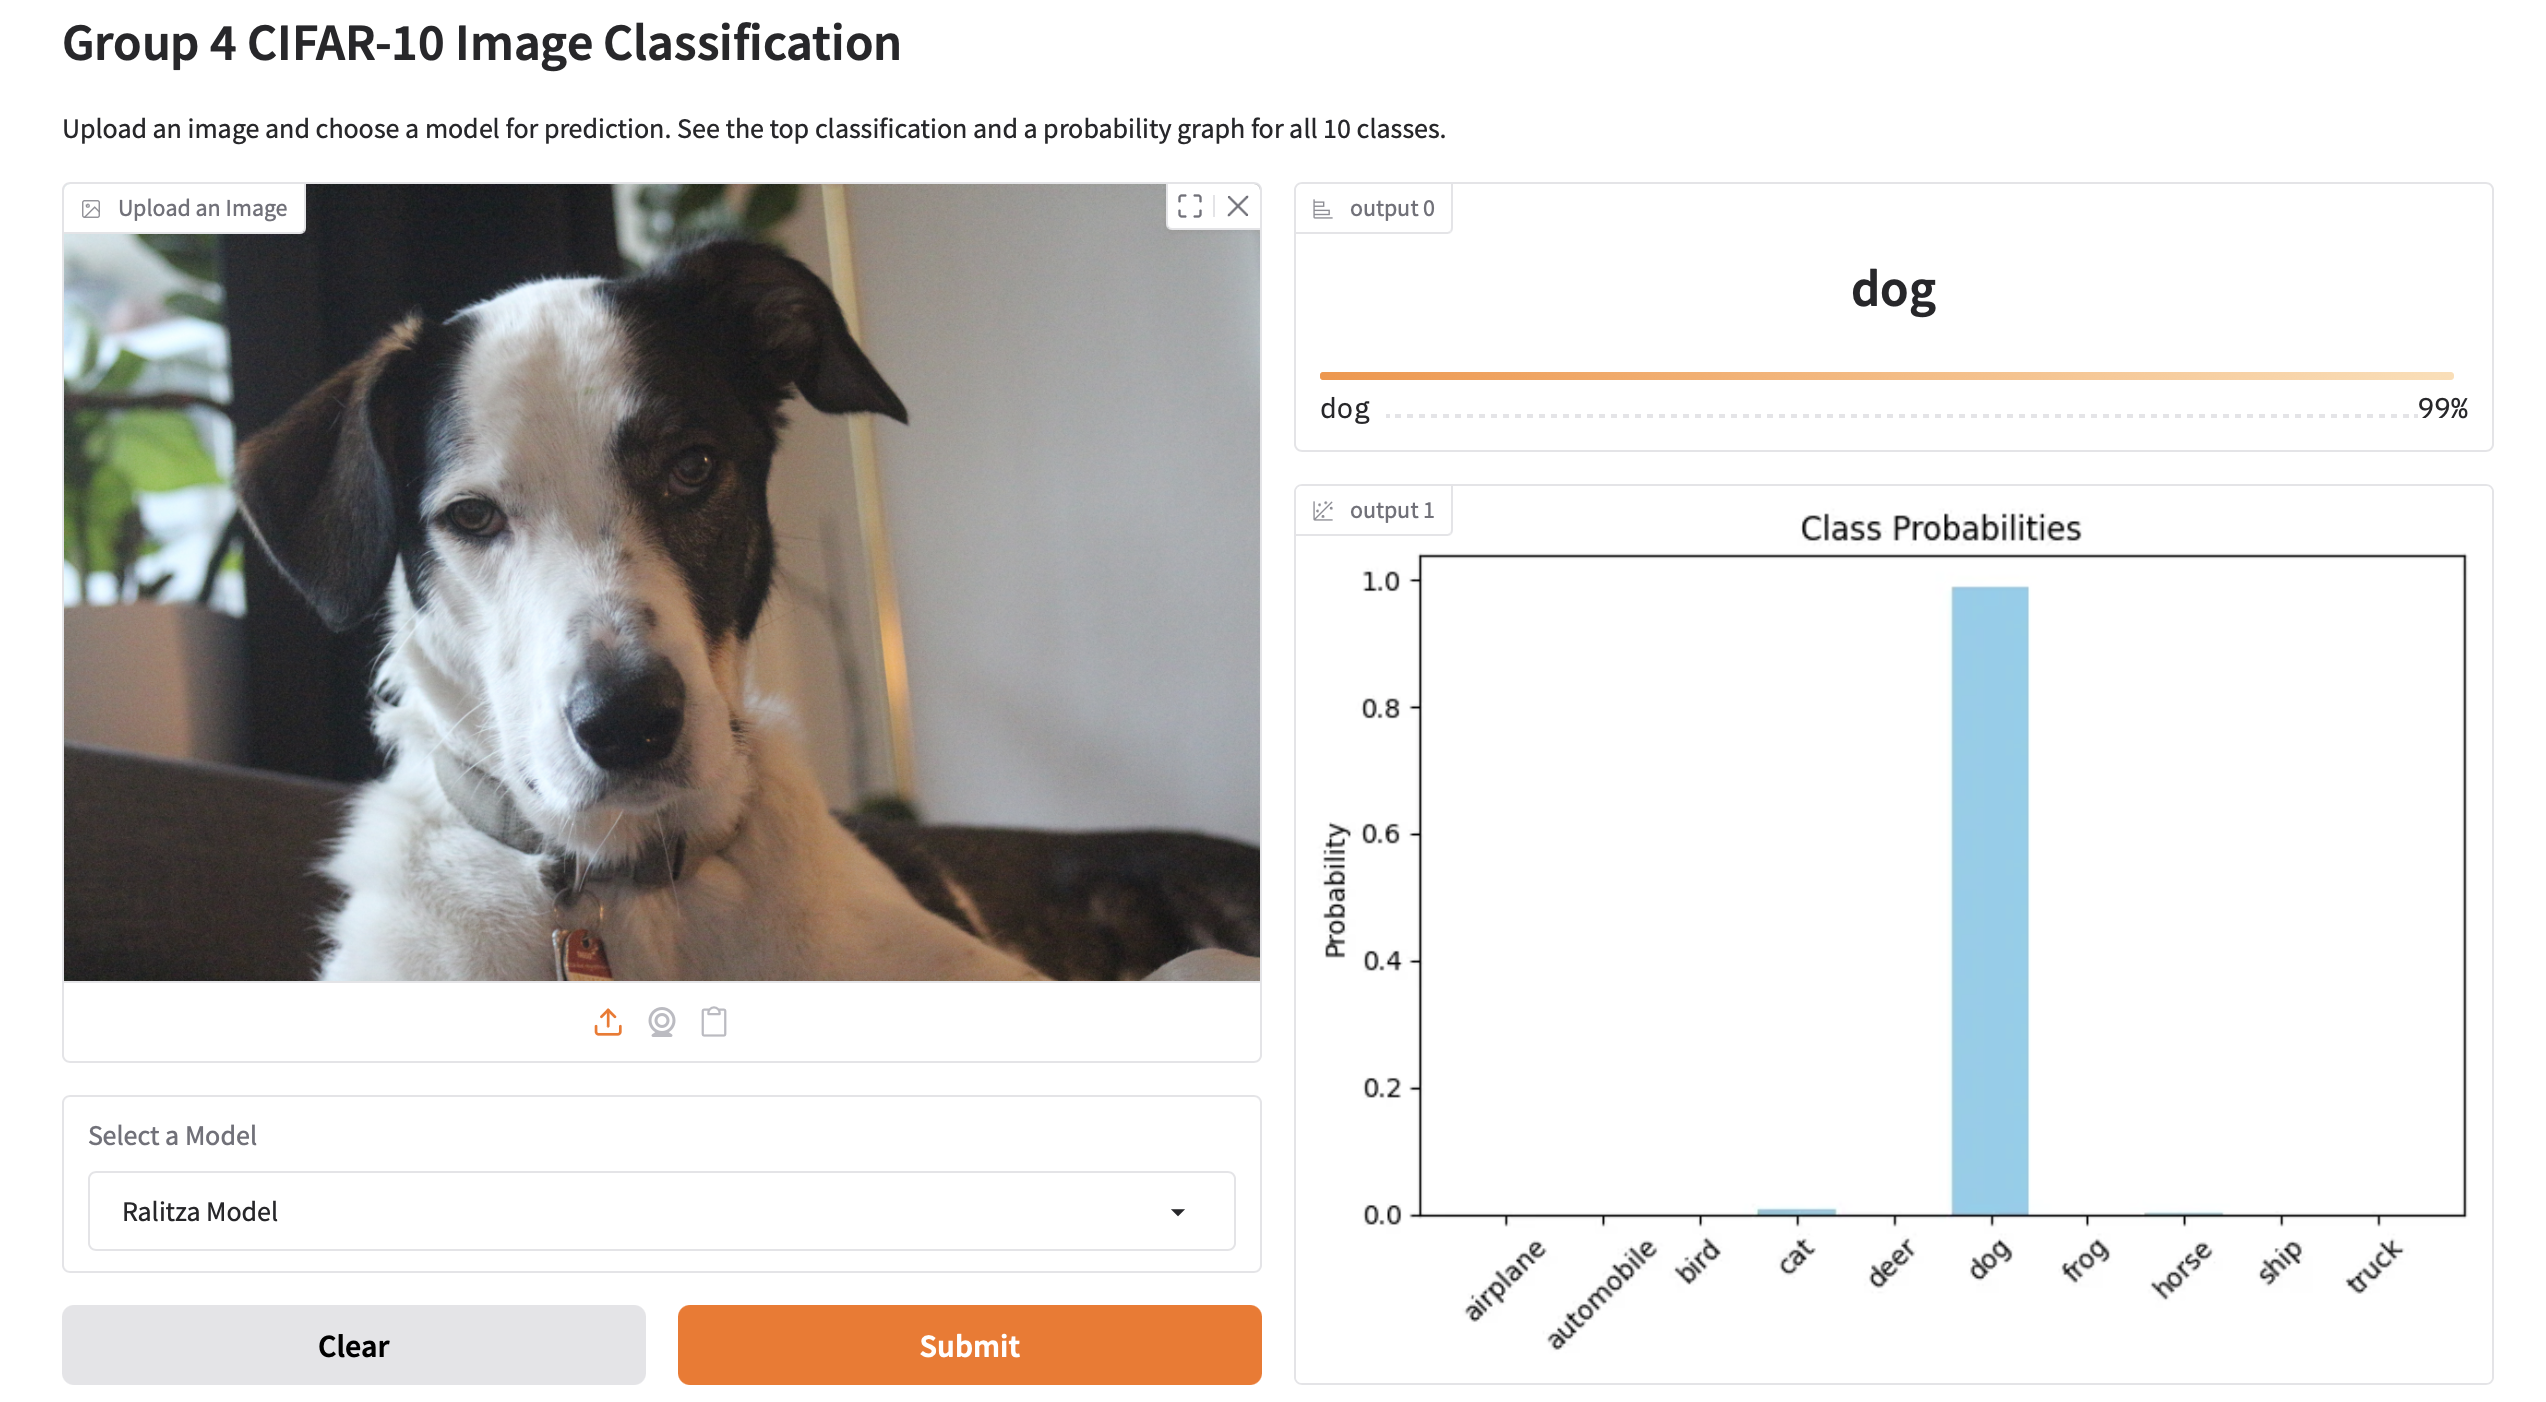 Group 4 CIFAR-10 Image Classification
Upload an image and choose a model for prediction. See the top classification and a probability graph for all 10 classes.
Upload an Image
Select a Model
Ralitza Model
Clear
Submit
output 0
dog
dog 99%
output 1
Class Probabilities
Probability
1.0
0.8
0.6
0.4
0.2
0.0
airplane automobile bird cat deer dog frog horse ship truck